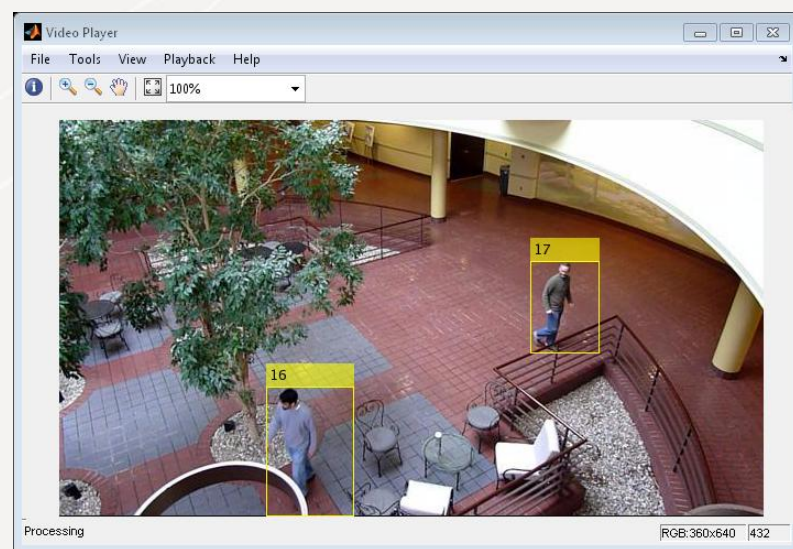 Video Player
File Tools View Playback Help
100%
17
16
Processing
RGB:360x640 432